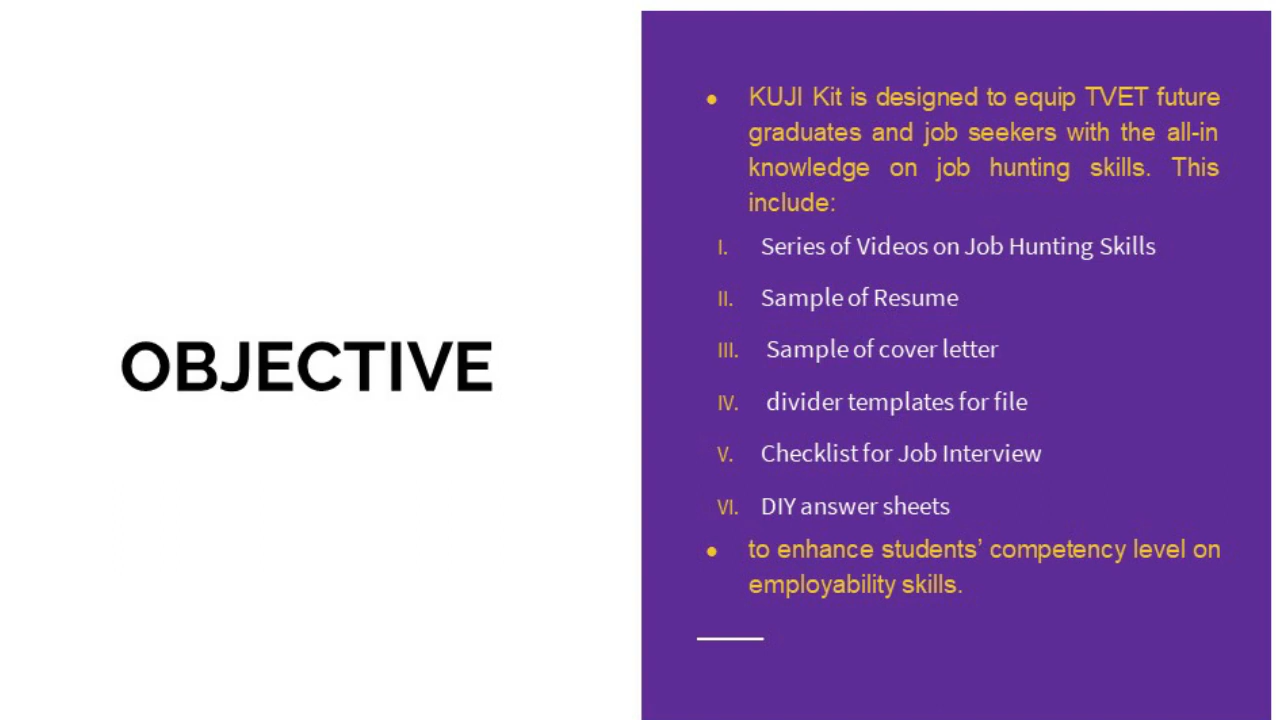 OBJECTIVE
• KUJI Kit is designed to equip TVET future
graduates and job seekers with the all-in
knowledge on job hunting skills. This
include:
I. Series of Videos on Job Hunting Skills
II. Sample of Resume
III. Sample of cover letter
IV. divider templates for file
V. Checklist for Job Interview
VI. DIY answer sheets
• to enhance students’ competency level on
employability skills.